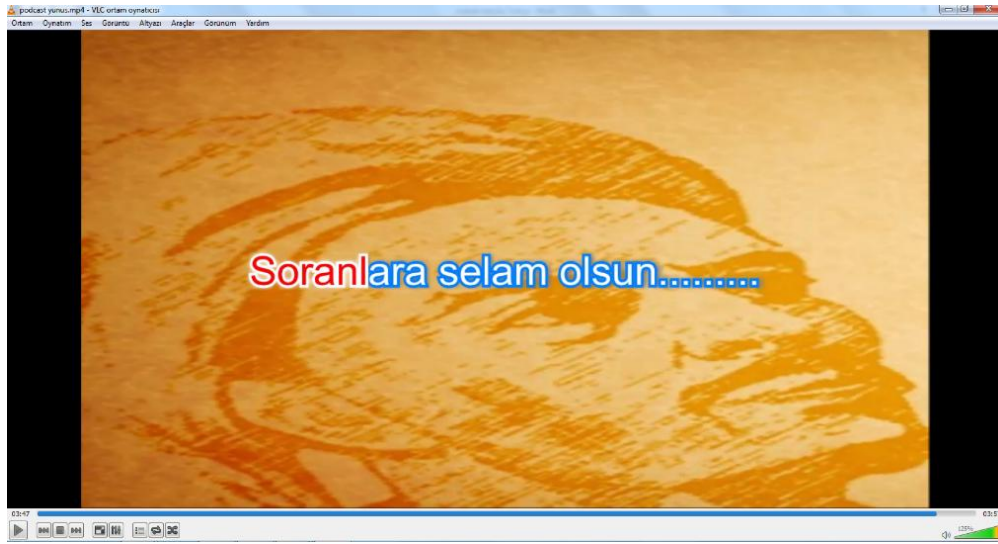 podcast yunus.mp4 - VLC ortam oynatıcısı
Ortam Oynatım Ses Görüntü Altyazı Araçlar Görünüm Yardım
Soranlara selam olsun.........
03:47
03:5
125%